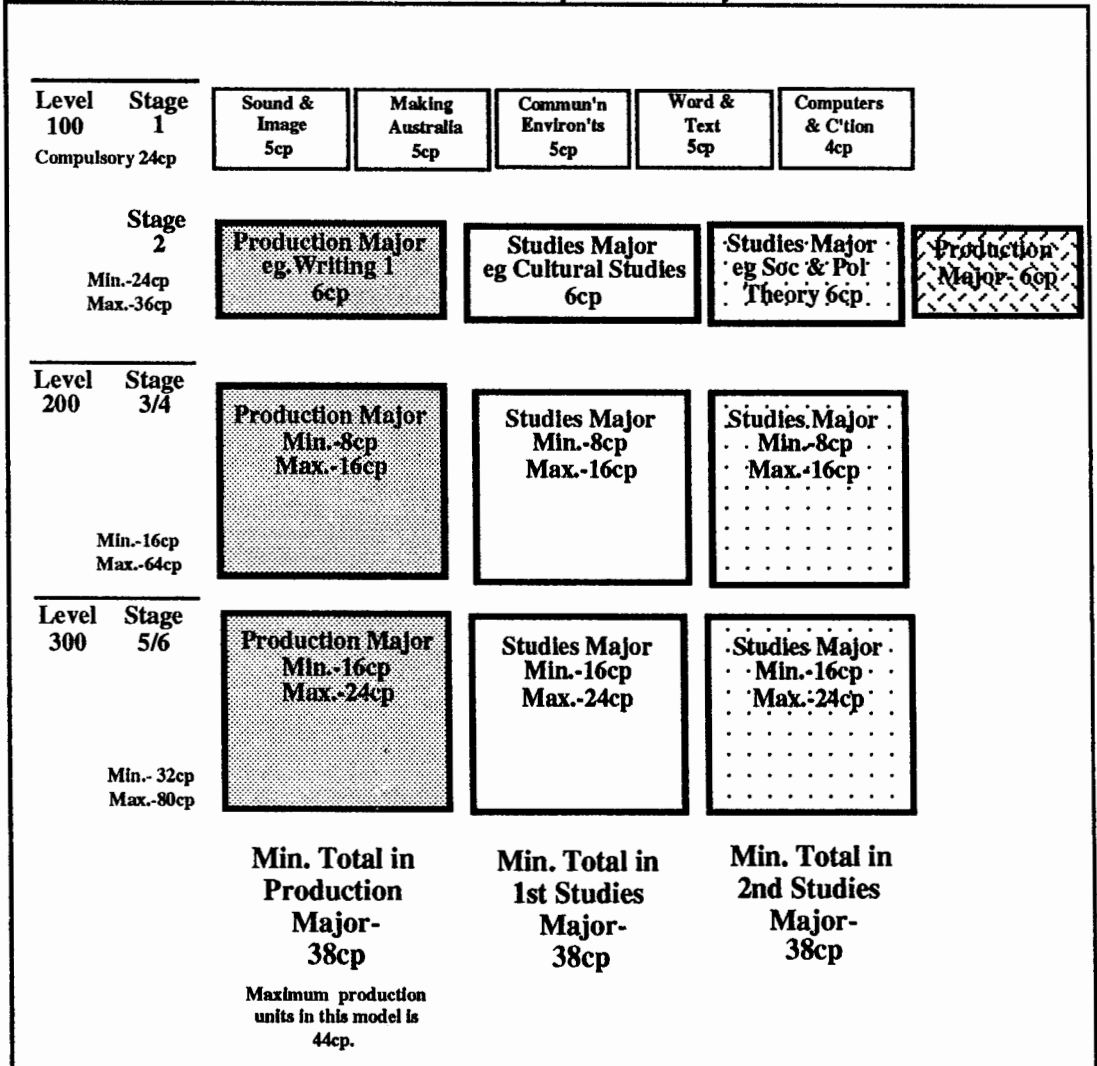 Level Stage
100 1
Compulsory 24cp
Sound &
Image
5cp
Making
Australia
5cp
Commun'n
Environ'ts
5cp
Word &
Text
5cp
Computers
& C'tion
4cp
Stage
2
Min.-24cp
Max.-36cp
Production Major
eg.Writing 1
6cp
Studies Major
eg Cultural Studies
6cp
Studies Major
eg Soc & Pol
Theory 6cp
Production
Major- 6cp
Level Stage
200 3/4
Min.-16cp
Max.-64cp
Production Major
Min.-8cp
Max.-16cp
Studies Major
Min.-8cp
Max.-16cp
Studies Major
Min.-8cp
Max.-16cp
Level Stage
300 5/6
Min.- 32cp
Max.-80cp
Production Major
Min.-16cp
Max.-24cp
Studies Major
Min.-16cp
Max.-24cp
Studies Major
Min.-16cp
Max.-24cp
Min. Total in
Production
Major-
38cp
Maximum production
units in this model is
44cp.
Min. Total in
1st Studies
Major-
38cp
Min. Total in
2nd Studies
Major-
38cp